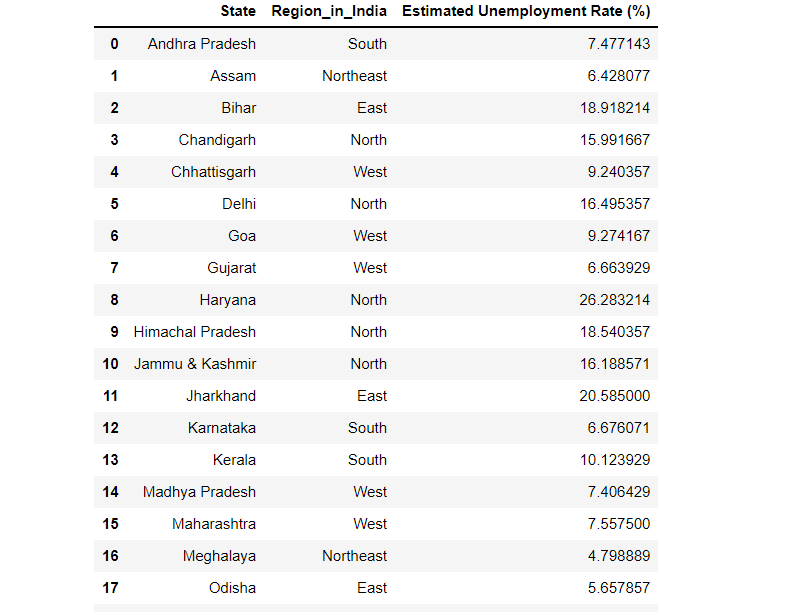 State Region_in_India Estimated Unemployment Rate (%)
0 Andhra Pradesh South 7.477143
1 Assam Northeast 6.428077
2 Bihar East 18.918214
3 Chandigarh North 15.991667
4 Chhattisgarh West 9.240357
5 Delhi North 16.495357
6 Goa West 9.274167
7 Gujarat West 6.663929
8 Haryana North 26.283214
9 Himachal Pradesh North 18.540357
10 Jammu & Kashmir North 16.188571
11 Jharkhand East 20.585000
12 Karnataka South 6.676071
13 Kerala South 10.123929
14 Madhya Pradesh West 7.406429
15 Maharashtra West 7.557500
16 Meghalaya Northeast 4.798889
17 Odisha East 5.657857